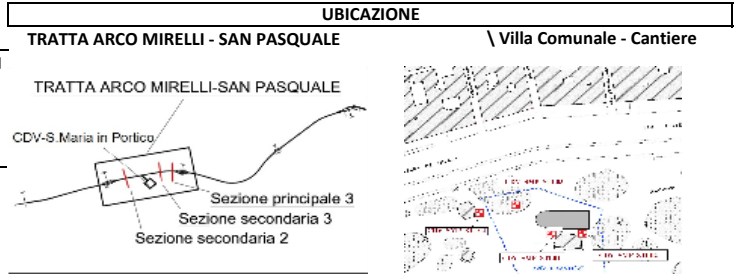 UBICAZIONE
TRATTA ARCO MIRELLI - SAN PASQUALE
\ Villa Comunale - Cantiere
TRATTA ARCO MIRELLI-SAN PASQUALE
CDV-S.Maria in Portico
Sezione principale 3
Sezione secondaria 3
Sezione secondaria 2